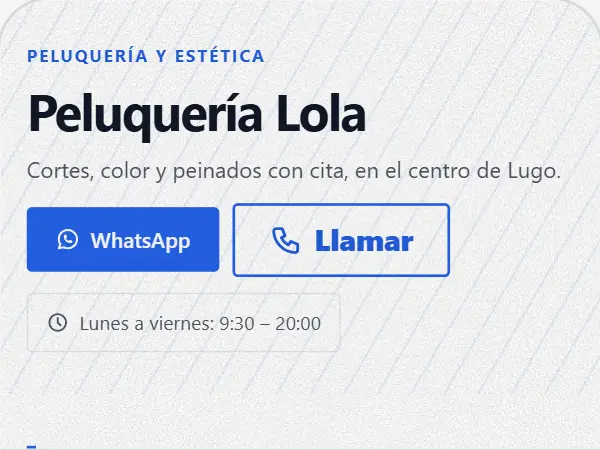 PELUQUERÍA Y ESTÉTICA
Peluquería Lola
Cortes, color y peinados con cita, en el centro de Lugo.
WhatsApp
Llamar
Lunes a viernes: 9:30 – 20:00